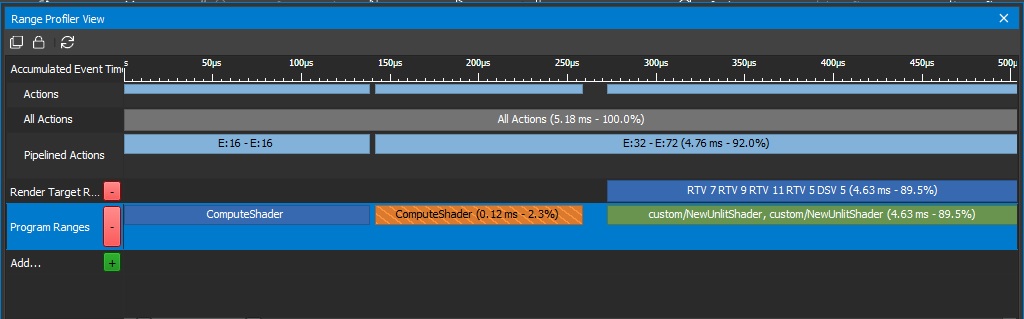 Range Profiler View
Accumulated Event Time
s 50µs 100µs 150µs 200µs 250µs 300µs 350µs 400µs 450µs 500µs
Actions
All Actions
All Actions (5.18 ms - 100.0%)
Pipelined Actions
E:16 - E:16
E:32 - E:72 (4.76 ms - 92.0%)
Render Target R...
-
RTV 7 RTV 9 RTV 11 RTV 5 DSV 5 (4.63 ms - 89.5%)
Program Ranges
-
ComputeShader
ComputeShader (0.12 ms - 2.3%)
custom/NewUnlitShader, custom/NewUnlitShader (4.63 ms - 89.5%)
Add...
+